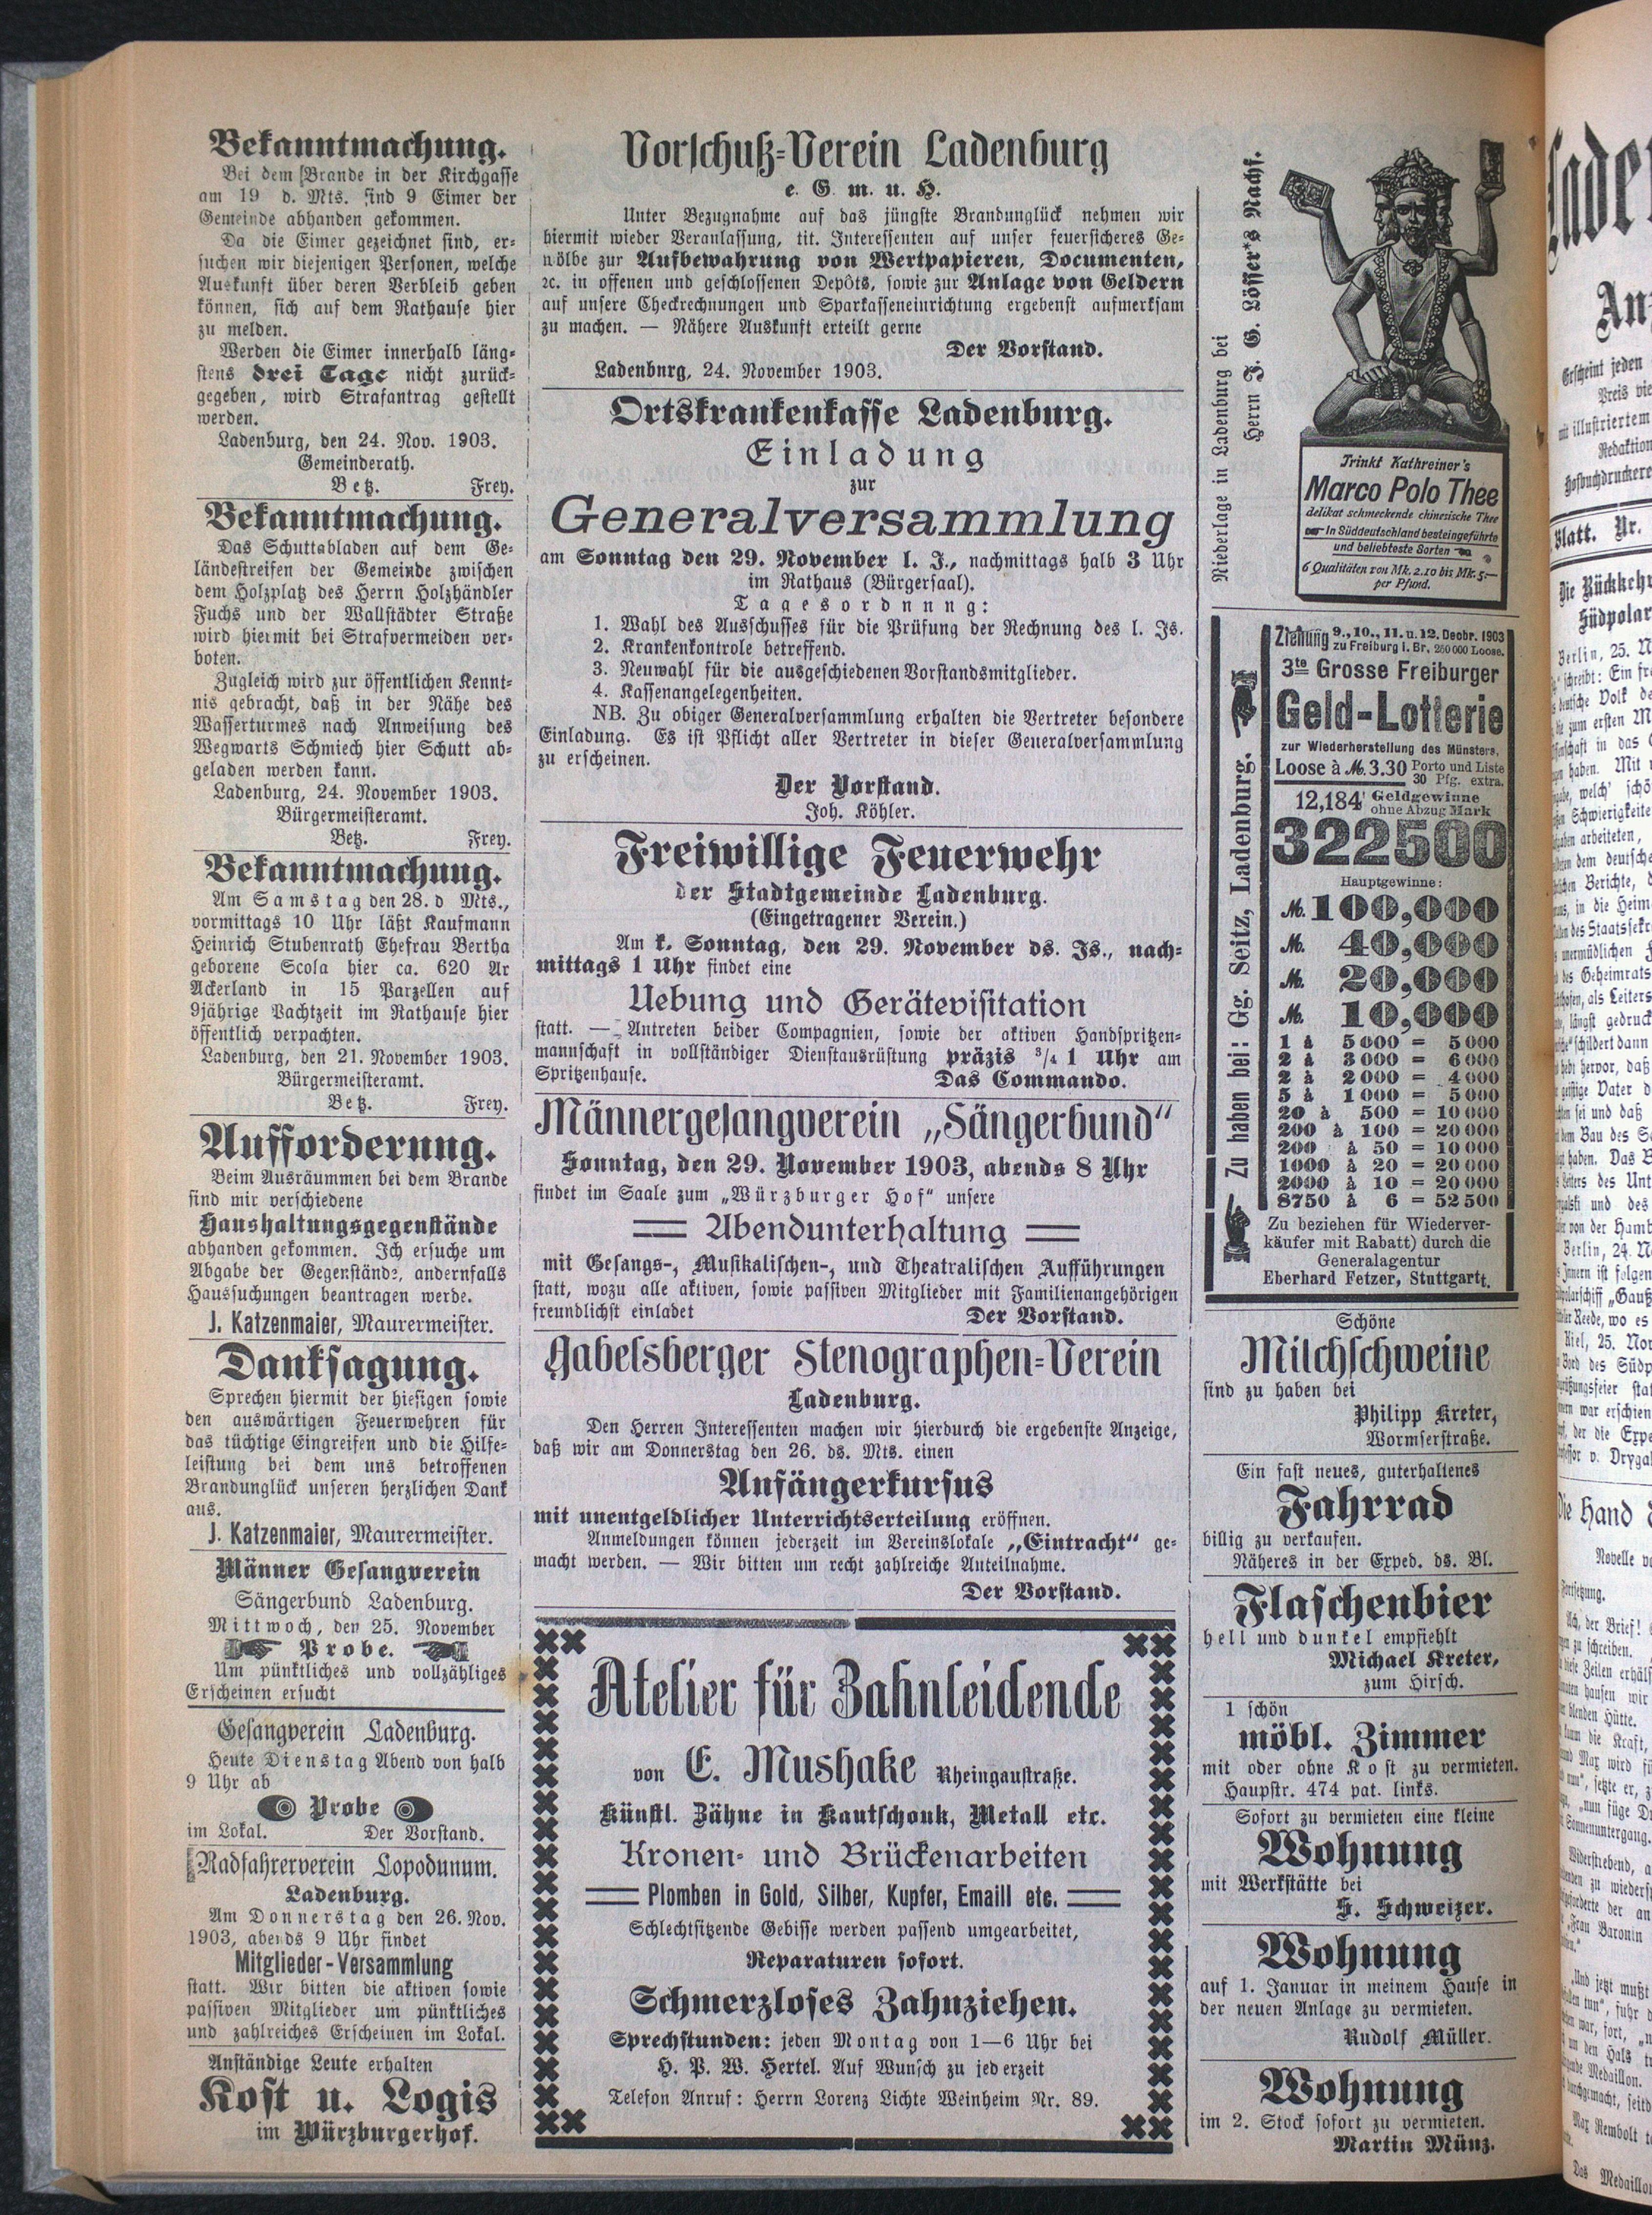 Bekanntmachung.
Bei dem Brande in der Kirchgasse
am 19 d. Mts. sind 9 Eimer der
Gemeinde abhanden gekommen.
Da die Eimer gezeichnet sind, er-
suchen wir diejenigen Personen, welche
Auskunft über deren Verbleib geben
können, sich auf dem Rathause hier
zu melden.
Werden die Eimer innerhalb läng-
stens drei Tage nicht zurück-
gegeben, wird Strafantrag gestellt
werden.
Ladenburg, den 24. Nov. 1903.
Gemeinderath.
Betz. Frey.
Bekanntmachung.
Das Schuttabladen auf dem Ge-
ländestreifen der Gemeinde zwischen
dem Holzplatz des Herrn Holzhändler
Fuchs und der Wallstädter Straße
wird hiermit bei Strafvermeiden ver-
boten.
Zugleich wird zur öffentlichen Kennt-
nis gebracht, daß in der Nähe des
Wasserturmes nach Anweisung des
Wegwarts Schmiech hier Schutt ab-
geladen werden kann.
Ladenburg, 24. November 1903.
Bürgermeisteramt.
Betz. Frey.
Bekanntmachung.
Am Samstag den 28. d Mts.,
vormittags 10 Uhr läßt Kaufmann
Heinrich Stubenrath Ehefrau Bertha
geborene Scola hier ca. 620 Ar
Ackerland in 15 Parzellen auf
9jährige Pachtzeit im Rathause hier
öffentlich verpachten.
Ladenburg, den 21. November 1903.
Bürgermeisteramt.
Betz. Frey.
Aufforderung.
Beim Ausräummen bei dem Brande
sind mir verschiedene
Haushaltungsgegenstände
abhanden gekommen. Ich ersuche um
Abgabe der Gegenstände, andernfalls
Haussuchungen beantragen werde.
J. Katzenmaier, Maurermeister.
Danksagung.
Sprechen hiermit der hiesigen sowie
den auswärtigen Feuerwehren für
das tüchtige Eingreifen und die Hilfe-
leistung bei dem uns betroffenen
Brandunglück unseren herzlichen Dank
aus.
J. Katzenmaier, Maurermeister.
Männer Gesangverein
Sängerbund Ladenburg.
Mittwoch, den 25. November
Probe.
Um pünktliches und vollzähliges
Erscheinen ersucht
Gesangverein Ladenburg.
Heute Dienstag Abend von halb
9 Uhr ab
Probe
im Lokal. Der Vorstand.
Radfahrerverein Lopodunum.
Ladenburg.
Am Donnerstag den 26. Nov.
1903, abends 9 Uhr findet
Mitglieder-Versammlung
statt. Wir bitten die aktiven sowie
passiven Mitglieder um pünktliches
und zahlreiches Erscheinen im Lokal.
Anständige Leute erhalten
Kost u. Logis
im Würzburgerhof.
Vorschuß-Verein Ladenburg
e. G. m. u. H.
Unter Bezugnahme auf das jüngste Brandunglück nehmen wir
hiermit wieder Veranlassung, tit. Interessenten auf unser feuersicheres Ge-
wölbe zur Aufbewahrung von Wertpapieren, Documenten,
ꝛc. in offenen und geschlossenen Depôts, sowie zur Anlage von Geldern
auf unsere Checkrechnungen und Sparkasseneinrichtung ergebenst aufmerksam
zu machen. — Nähere Auskunft erteilt gerne
Der Vorstand.
Ladenbnrg, 24. November 1903.
Ortskrankenkasse Ladenburg.
Einladung
zur
Generalversammlung
am Sonntag den 29. November l. J., nachmittags halb 3 Uhr
im Rathaus (Bürgersaal).
Tagesordnnng:
1. Wahl des Ausschusses für die Prüfung der Rechnung des l. Js.
2. Krankenkontrole betreffend.
3. Neuwahl für die ausgeschiedenen Vorstandsmitglieder.
4. Kassenangelegenheiten.
NB. Zu obiger Generalversammlung erhalten die Vertreter besondere
Einladung. Es ist Pflicht aller Vertreter in dieser Generalversammlung
zu erscheinen.
Der Vorstand.
Joh. Köhler.
Freiwillige Feuerwehr
der Stadtgemeinde Ladenburg.
(Eingetragener Verein.)
Am k. Sonntag, den 29. November ds. Js., nach-
mittags 1 Uhr findet eine
Uebung und Gerätevisitation
statt. — Antreten beider Compagnien, sowie der aktiven Handspritzen-
mannschaft in vollständiger Dienstausrüstung präzis 3/4 1 Uhr am
Spritzenhause. Das Commando.
Männergesangverein „Sängerbund“
Sonntag, den 29. November 1903, abends 8 Uhr
findet im Saale zum „Würzburger Hof“ unsere
Abendunterhaltung
mit Gesangs-, Musikalischen-, und Theatralischen Aufführungen
statt, wozu alle aktiven, sowie passiven Mitglieder mit Familienangehörigen
freundlichst einladet Der Vorstand.
Gabelsberger Stenographen-Verein
Ladenburg.
Den Herren Interessenten machen wir hierdurch die ergebenste Anzeige,
daß wir am Donnerstag den 26. ds. Mts. einen
Anfängerkursus
mit unentgeldlicher Unterrichtserteilung eröffnen.
Anmeldungen können jederzeit im Vereinslokale „Eintracht“ ge-
macht werden. — Wir bitten um recht zahlreiche Anteilnahme.
Der Vorstand.
Atelier für Zahnleidende
von E. Mushake Rheingaustraße.
Künstl. Zähne in Kautschouk, Metall etc.
Kronen- und Brückenarbeiten
Plomben in Gold, Silber, Kupfer, Emaill etc.
Schlechtsitzende Gebisse werden passend umgearbeitet,
Reparaturen sofort.
Schmerzloses Zahnziehen.
Sprechstunden: jeden Montag von 1—6 Uhr bei
H. P. W. Hertel. Auf Wunsch zu jederzeit
Telefon Anruf: Herrn Lorenz Lichte Weinheim Nr. 89.
Niederlage in Ladenburg bei
Herrn J. G. Löffer's Nachf.
Trinkt Kathreiner's
Marco Polo Thee
delikat schmeckende chinesische Thee
In Süddeutschland besteingeführte
und beliebteste Sorten
6 Qualitäten von Mk. 2.10 bis Mk. 5:—
per Pfund.
Zu haben bei: Gg. Seitz, Ladenburg.
Ziehung 9., 10., 11. u. 12. Decbr. 1903
zu Freiburg i. Br, 260 000 Loose.
3te Grosse Freiburger
Geld-Lotterie
zur Wiederherstellung des Münsters,
Loose à M. 3.30 Porto und Liste
30 Pfg. extra.
12,184 Geldgewinne
ohne Abzug Mark
322500
Hauptgewinne:
M. 100,000
M. 40,000
M. 20,000
M. 10,000
1 à 5000 = 5000
2 à 3000 = 6000
2 à 2000 = 4000
5 à 1000 = 5000
20 à 500 = 10000
200 à 100 = 20000
200 à 50 = 10000
1000 à 20 = 20000
2000 à 10 = 20000
8750 à 6 = 52500
Zu beziehen für Wiederver-
käufer mit Rabatt) durch die
Generalagentur
Eberhard Fetzer, Stuttgart.
Schöne
Milchschweine
sind zu haben bei
Philipp Kreter,
Wormserstraße.
Ein fast neues, guterhaltenes
Fahrrad
billig zu verkaufen.
Näheres in der Exped. ds. Bl.
Flaschenbier
hell und dunkel empfiehlt
Michael Kreter,
zum Hirsch.
1 schön
möbl. Zimmer
mit oder ohne Kost zu vermieten.
Haupstr. 474 pat. links.
Sofort zu vermieten eine kleine
Wohnung
mit Werkstätte bei
S. Schweizer.
Wohnung
auf 1. Januar in meinem Hause in
der neuen Anlage zu vermieten.
Rudolf Müller.
Wohnung
im 2. Stock sofort zu vermieten.
Martin Münz.